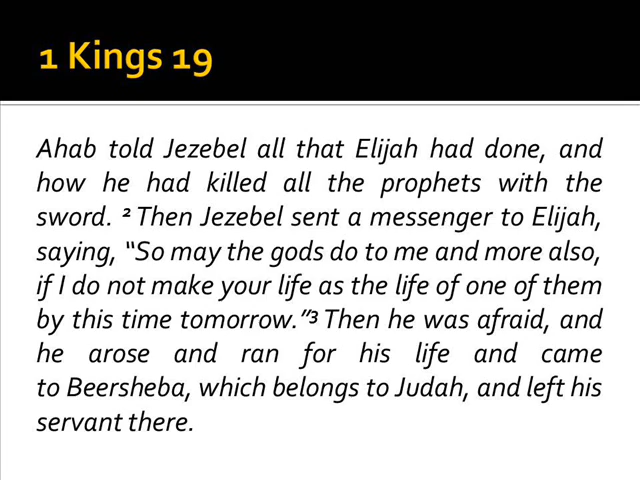 1 Kings 19
Ahab told Jezebel all that Elijah had done, and
how he had killed all the prophets with the
sword. ² Then Jezebel sent a messenger to Elijah,
saying, “So may the gods do to me and more also,
if I do not make your life as the life of one of them
by this time tomorrow.”³ Then he was afraid, and
he arose and ran for his life and came
to Beersheba, which belongs to Judah, and left his
servant there.